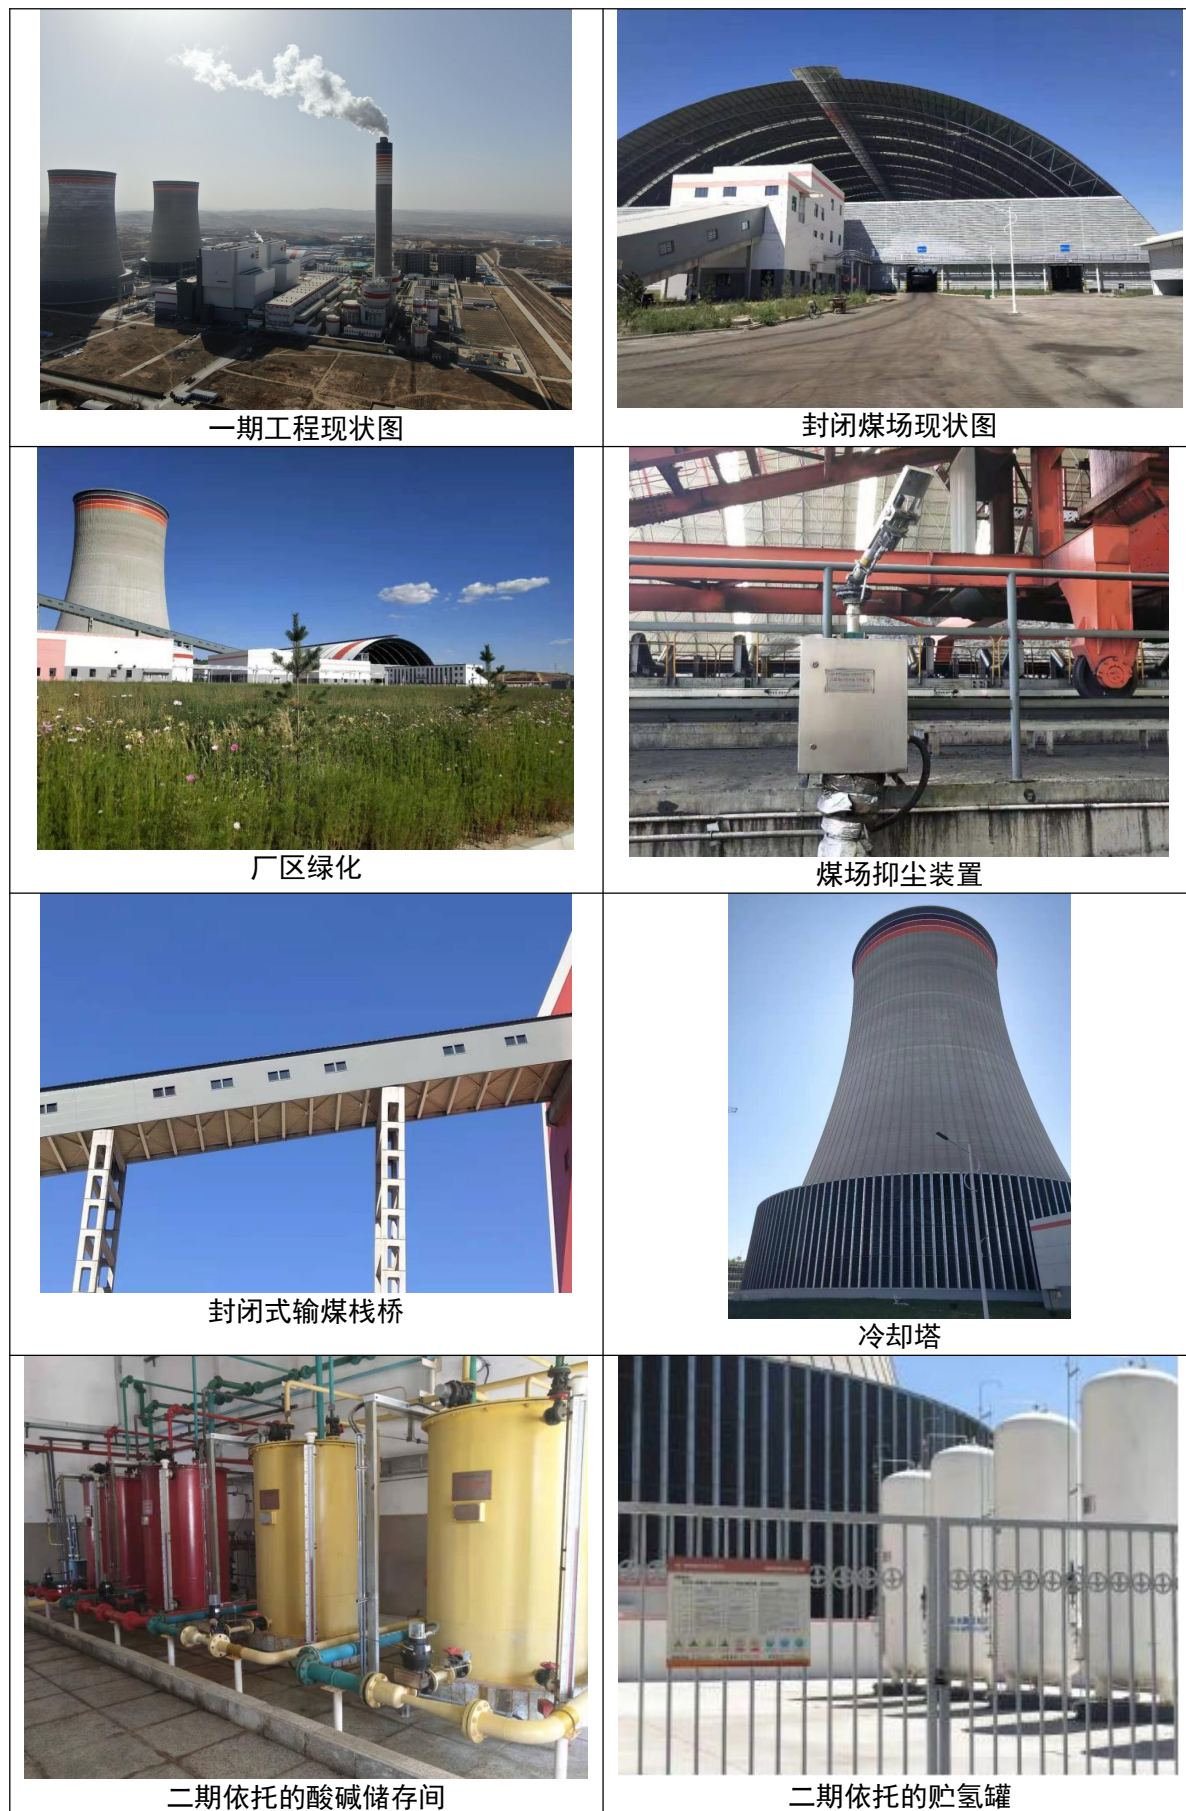 一期工程现状图
封闭煤场现状图
厂区绿化
煤场抑尘装置
封闭式输煤栈桥
冷却塔
二期依托的酸碱储存间
二期依托的贮氢罐